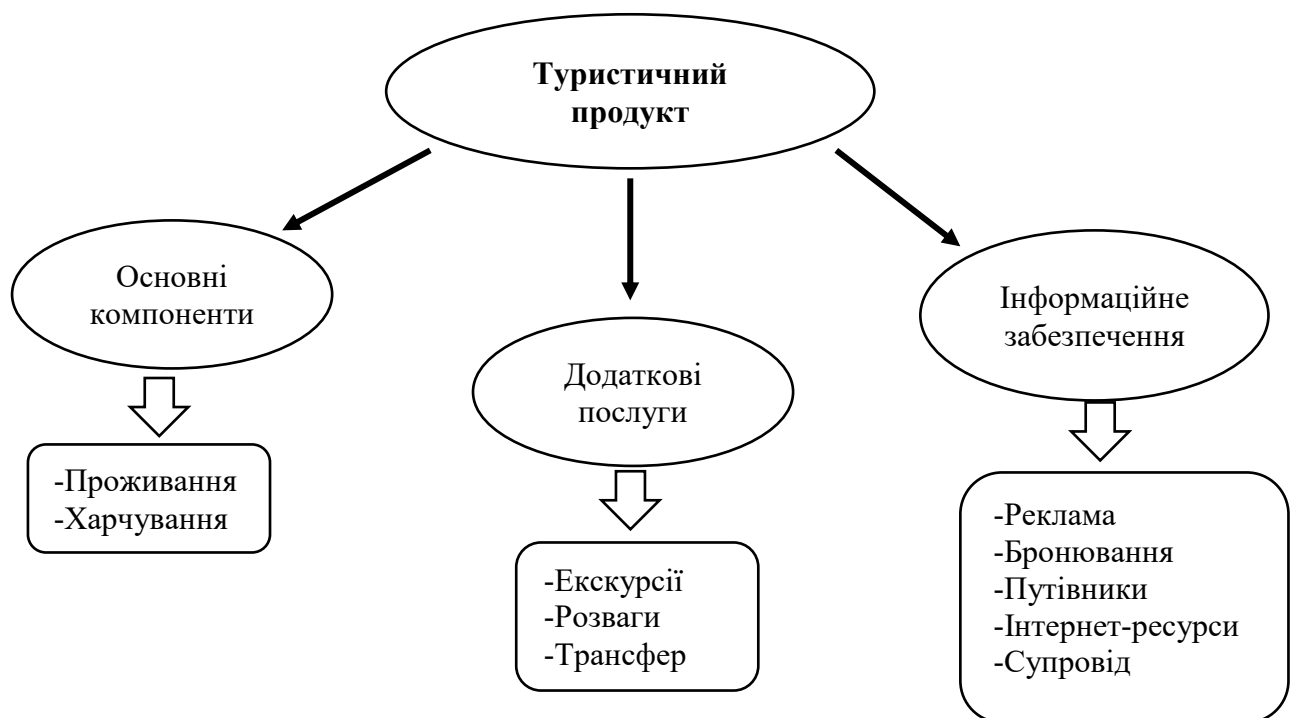 Туристичний
продукт
Основні
компоненти
-Проживання
-Харчування
Додаткові
послуги
-Екскурсії
-Розваги
-Трансфер
Інформаційне
забезпечення
-Реклама
-Бронювання
-Путівники
-Інтернет-ресурси
-Супровід